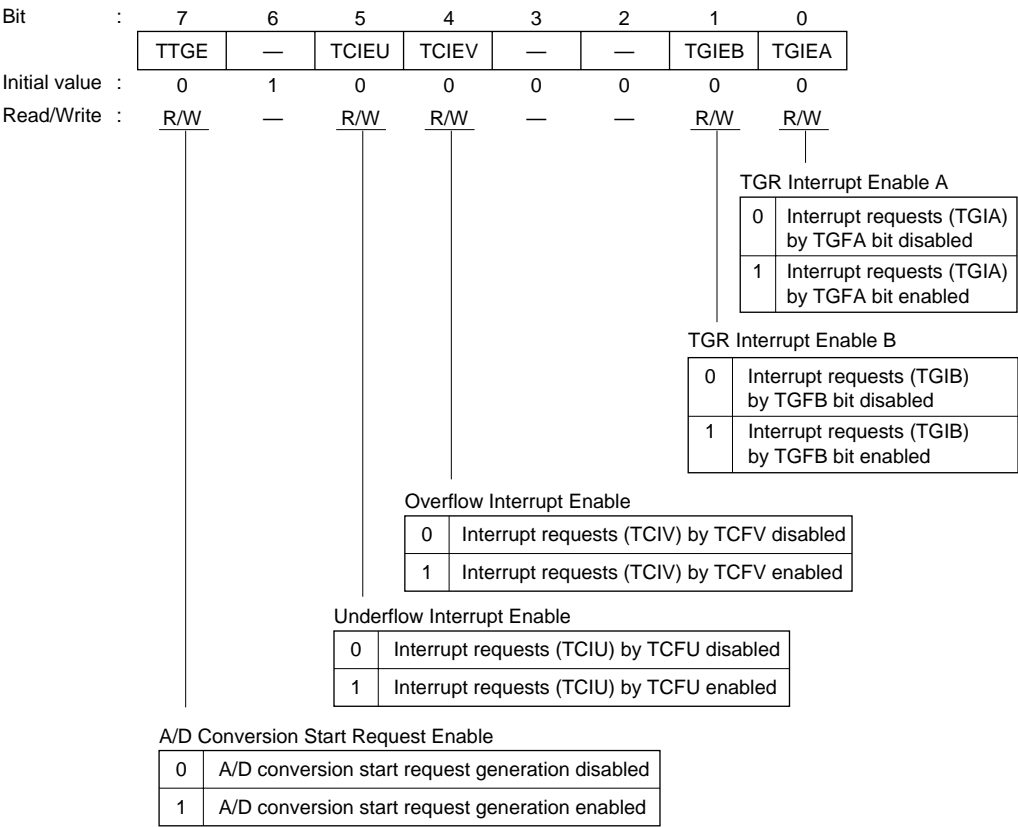 Bit : 7 6 5 4 3 2 1 0
TTGE — TCIEU TCIEV — — TGIEB TGIEA
Initial value : 0 1 0 0 0 0 0 0
Read/Write : R/W — R/W R/W — — R/W R/W
TGR Interrupt Enable A
0 Interrupt requests (TGIA)
by TGFA bit disabled
1 Interrupt requests (TGIA)
by TGFA bit enabled
TGR Interrupt Enable B
0 Interrupt requests (TGIB)
by TGFB bit disabled
1 Interrupt requests (TGIB)
by TGFB bit enabled
Overflow Interrupt Enable
0 Interrupt requests (TCIV) by TCFV disabled
1 Interrupt requests (TCIV) by TCFV enabled
Underflow Interrupt Enable
0 Interrupt requests (TCIU) by TCFU disabled
1 Interrupt requests (TCIU) by TCFU enabled
A/D Conversion Start Request Enable
0 A/D conversion start request generation disabled
1 A/D conversion start request generation enabled